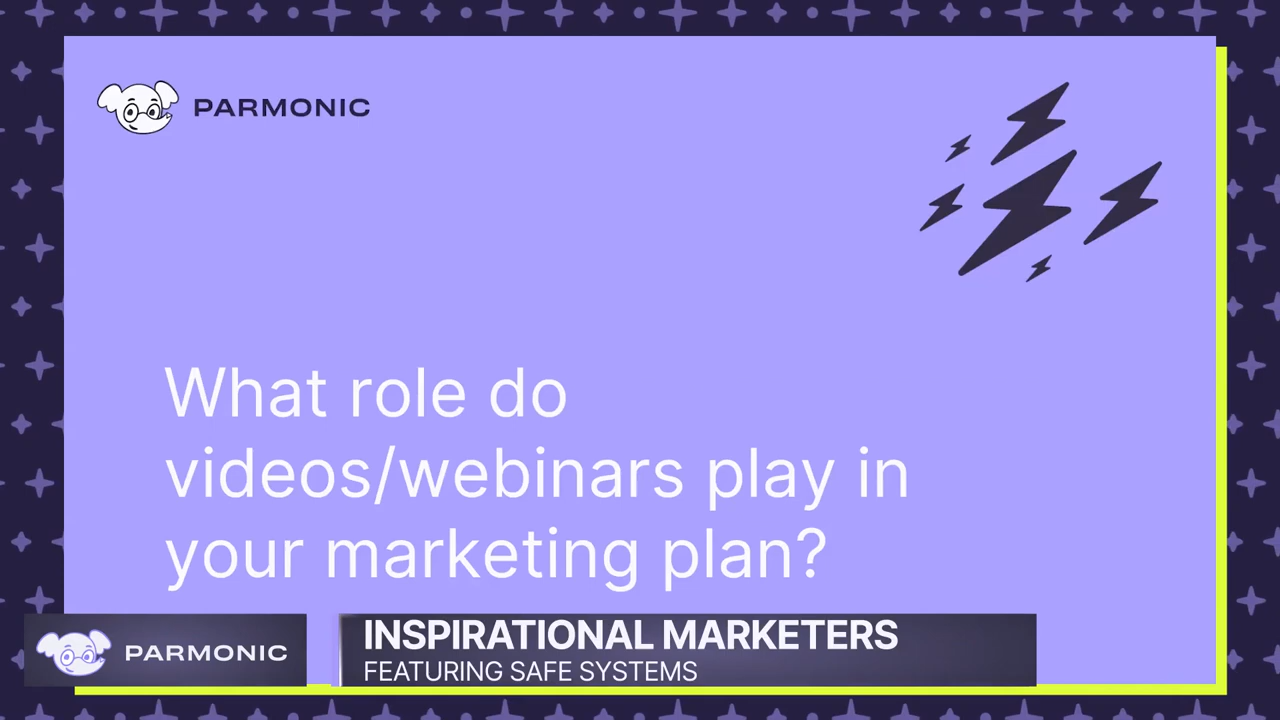 PARMONIC
What role do
videos/webinars play in
your marketing plan?
PARMONIC
INSPIRATIONAL MARKETERS
FEATURING SAFE SYSTEMS